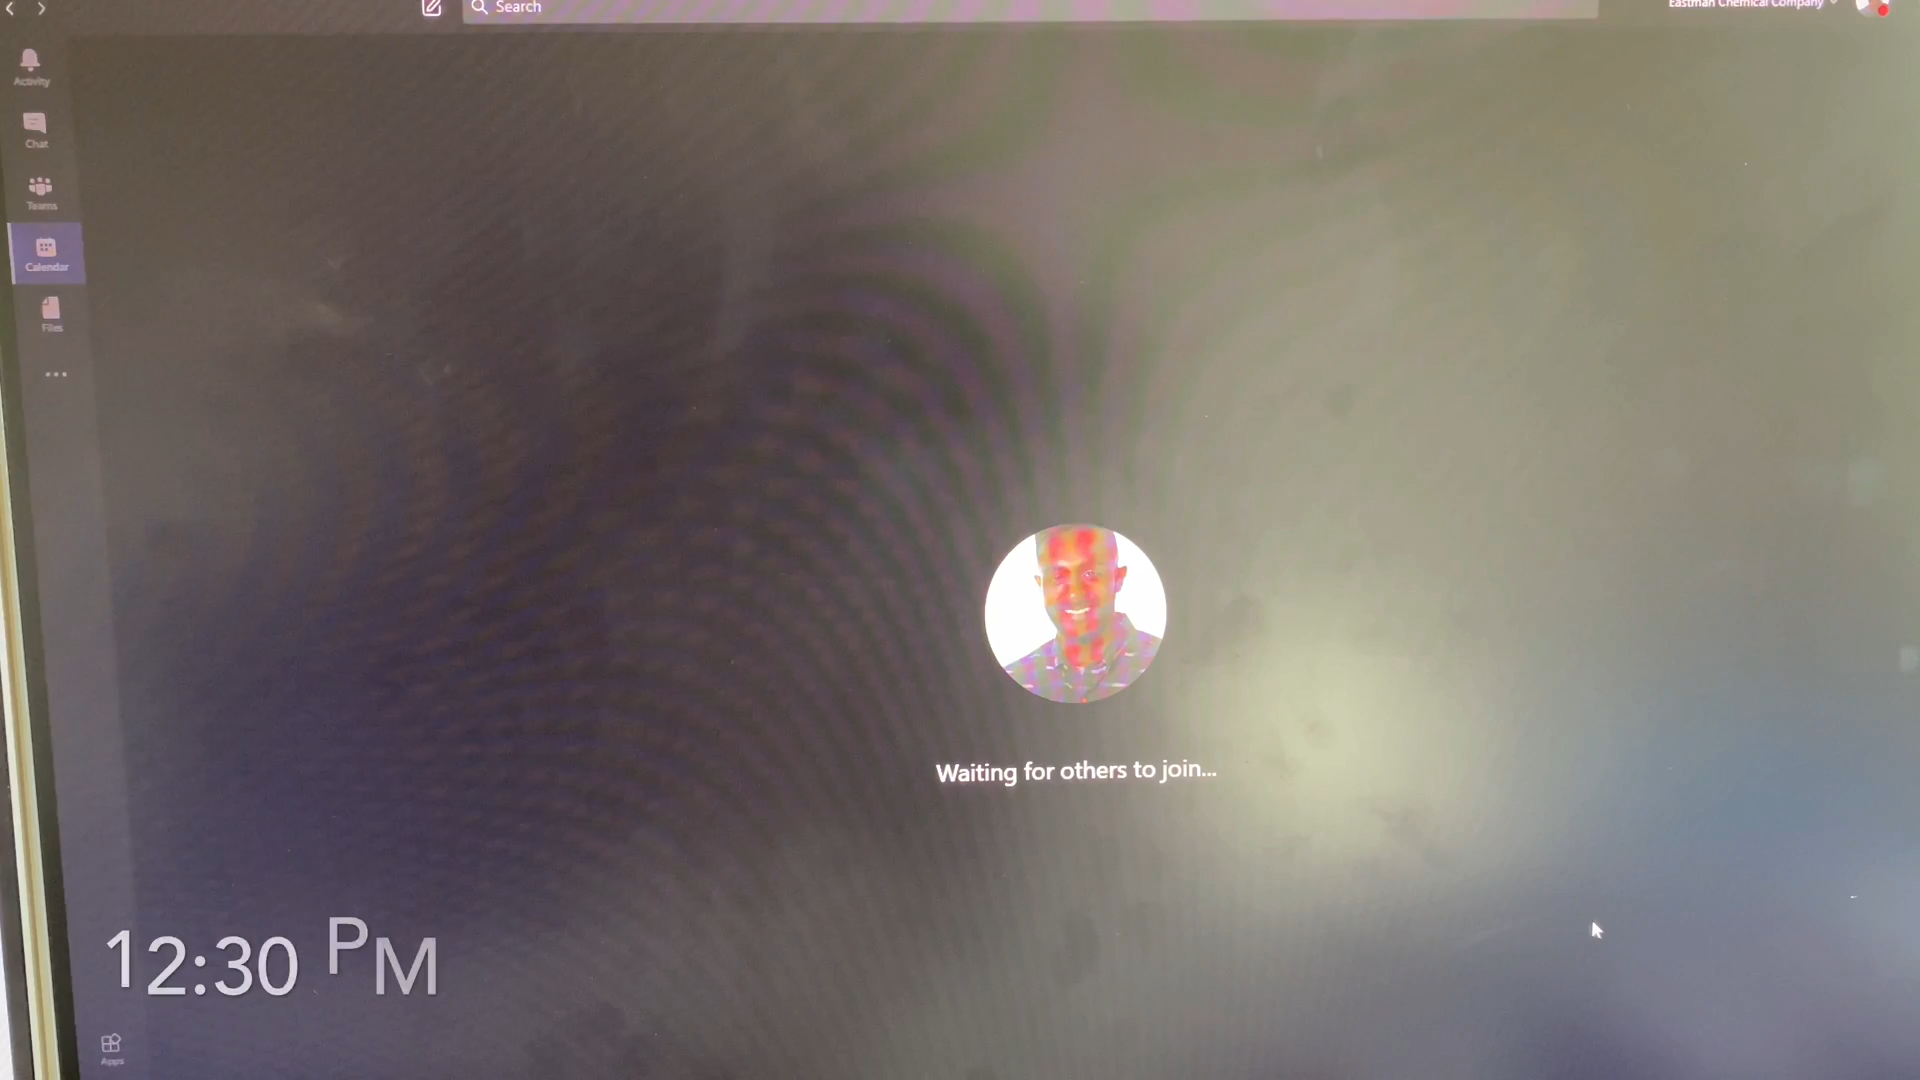 Search
Eastman Chemical Company
Activity
Chat
Teams
Calendar
Files
Waiting for others to join...
12:30 PM
Apps